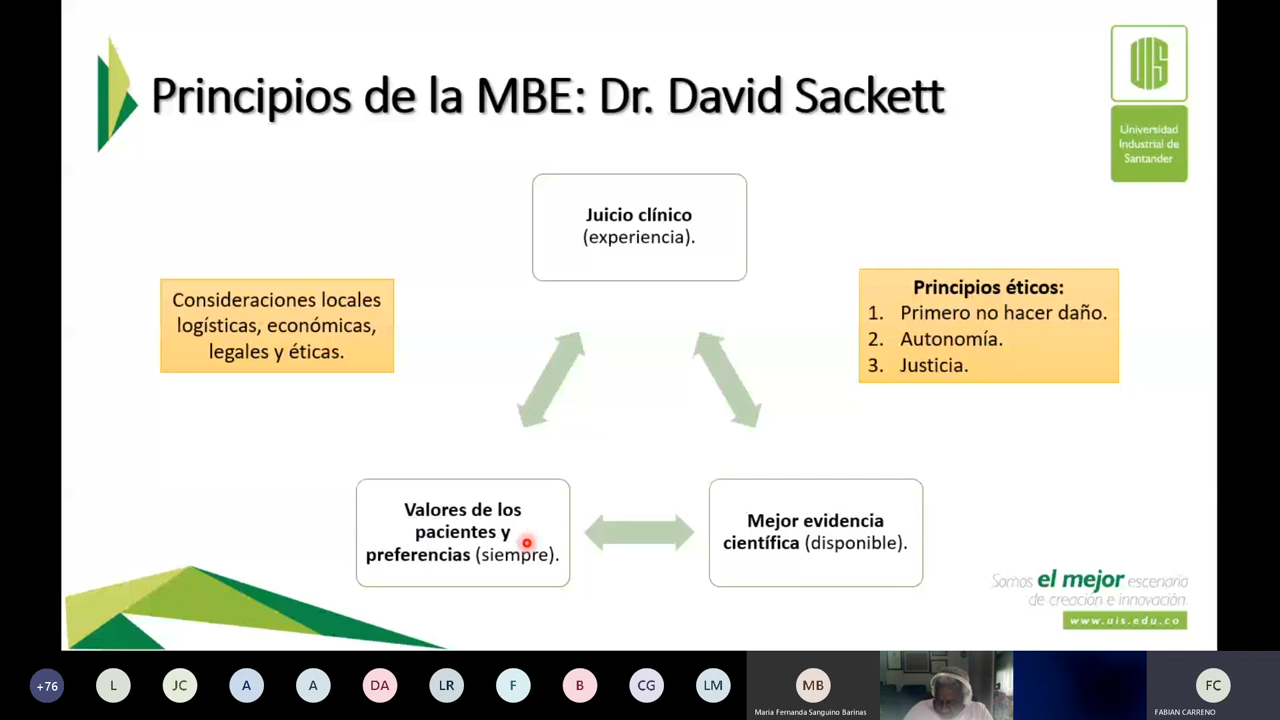 Principios de la MBE: Dr. David Sackett
UIS
Universidad
Industrial de
Santander
Juicio clínico
(experiencia).
Consideraciones locales
logísticas, económicas,
legales y éticas.
Principios éticos:
1. Primero no hacer daño.
2. Autonomía.
3. Justicia.
Valores de los
pacientes y
preferencias (siempre).
Mejor evidencia
científica (disponible).
Somos el mejor escenario
de creación e innovación.
www.uis.edu.co
+76
L
JC
A
A
DA
LR
F
B
CG
LM
MB
Maria Fernanda Sanguino Barinas
FC
FABIAN CARRENO